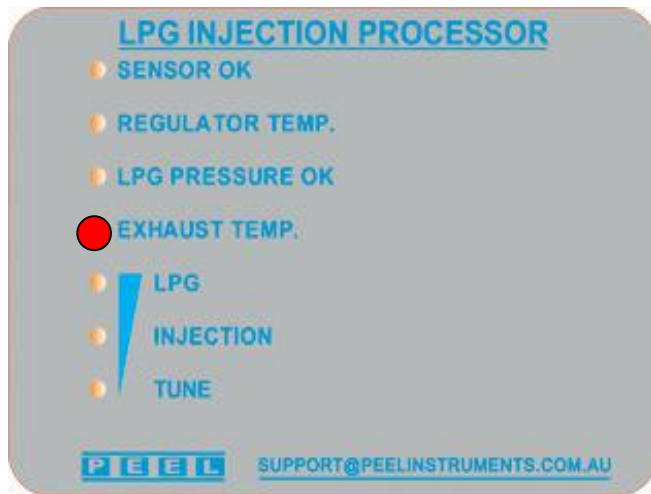 LPG INJECTION PROCESSOR
SENSOR OK
REGULATOR TEMP.
LPG PRESSURE OK
EXHAUST TEMP.
LPG
INJECTION
TUNE
PEEL SUPPORT@PEELINSTRUMENTS.COM.AU